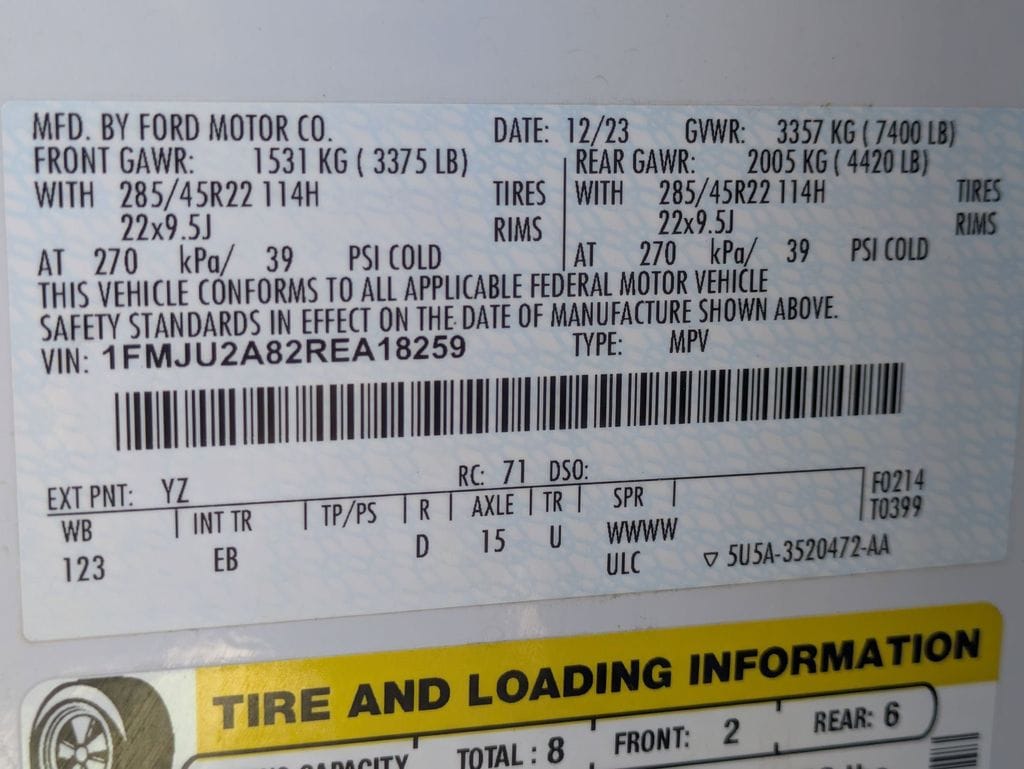 MFD. BY FORD MOTOR CO. DATE: 12/23 GVWR: 3357 KG ( 7400 LB)
FRONT GAWR: 1531 KG ( 3375 LB) REAR GAWR: 2005 KG ( 4420 LB)
WITH 285/45R22 114H TIRES WITH 285/45R22 114H TIRES
22x9.5J RIMS 22x9.5J RIMS
AT 270 kPa/ 39 PSI COLD AT 270 kPa/ 39 PSI COLD
THIS VEHICLE CONFORMS TO ALL APPLICABLE FEDERAL MOTOR VEHICLE
SAFETY STANDARDS IN EFFECT ON THE DATE OF MANUFACTURE SHOWN ABOVE.
VIN: 1FMJU2A82REA18259 TYPE: MPV
EXT PNT: YZ RC: 71 DSO:
WB INT TR TP/PS R AXLE TR SPR F0214
T0399
123 EB D 15 U WWWW
ULC 5U5A-3520472-AA
TIRE AND LOADING INFORMATION
CAPACITY TOTAL : 8 FRONT: 2 REAR: 6